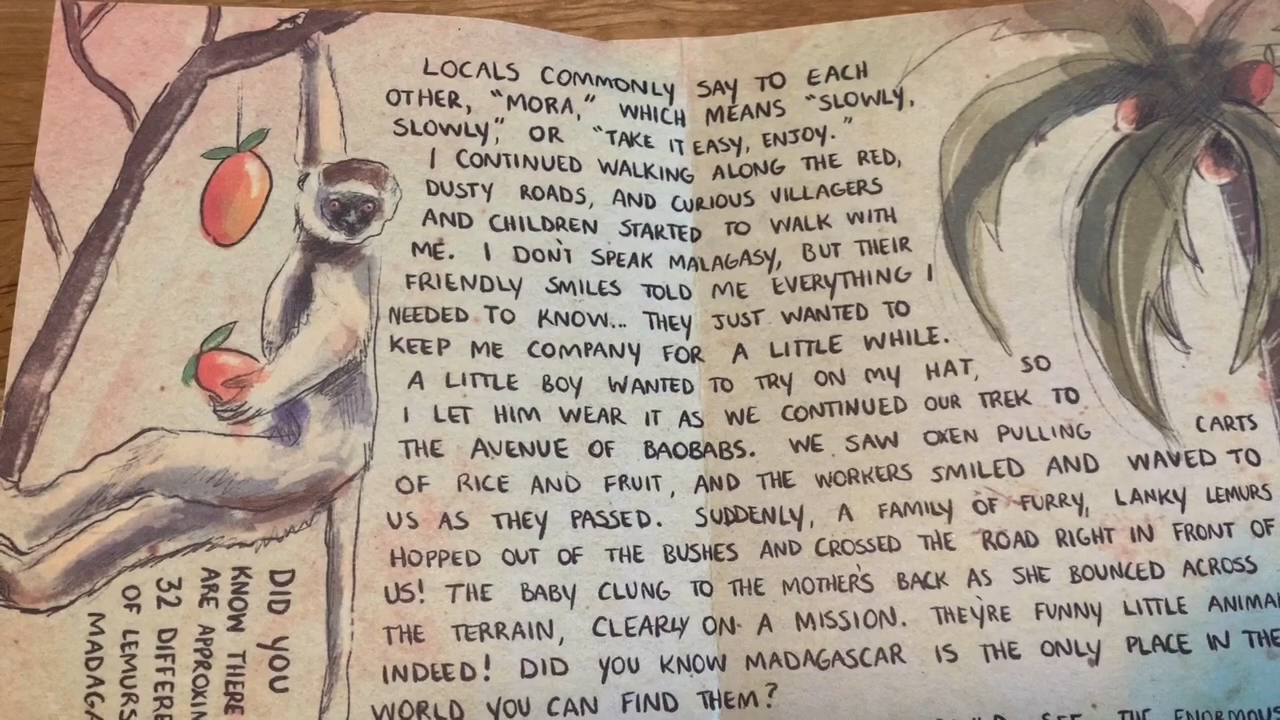 LOCALS COMMONLY SAY TO EACH
OTHER, "MORA," WHICH MEANS "SLOWLY,
SLOWLY," OR "TAKE IT EASY, ENJOY."
I CONTINUED WALKING ALONG THE RED,
DUSTY ROADS, AND CURIOUS VILLAGERS
AND CHILDREN STARTED TO WALK WITH
ME. I DON'T SPEAK MALAGASY, BUT THEIR
FRIENDLY SMILES TOLD ME EVERYTHING I
NEEDED TO KNOW... THEY JUST WANTED TO
KEEP ME COMPANY FOR A LITTLE WHILE.
A LITTLE BOY WANTED TO TRY ON MY HAT, SO
I LET HIM WEAR IT AS WE CONTINUED OUR TREK TO
THE AVENUE OF BAOBABS. WE SAW OXEN PULLING CARTS
OF RICE AND FRUIT, AND THE WORKERS SMILED AND WAVED TO
US AS THEY PASSED. SUDDENLY, A FAMILY OF FURRY, LANKY LEMURS
HOPPED OUT OF THE BUSHES AND CROSSED THE ROAD RIGHT IN FRONT OF
US! THE BABY CLUNG TO THE MOTHER'S BACK AS SHE BOUNCED ACROSS
THE TERRAIN, CLEARLY ON A MISSION. THEY'RE FUNNY LITTLE ANIMA
INDEED! DID YOU KNOW MADAGASCAR IS THE ONLY PLACE IN THE
WORLD YOU CAN FIND THEM?
SEE THE ENORMOUS
DID YOU
KNOW THERE
ARE APPROXIM
32 DIFFERE
OF LEMURS
MADAGA